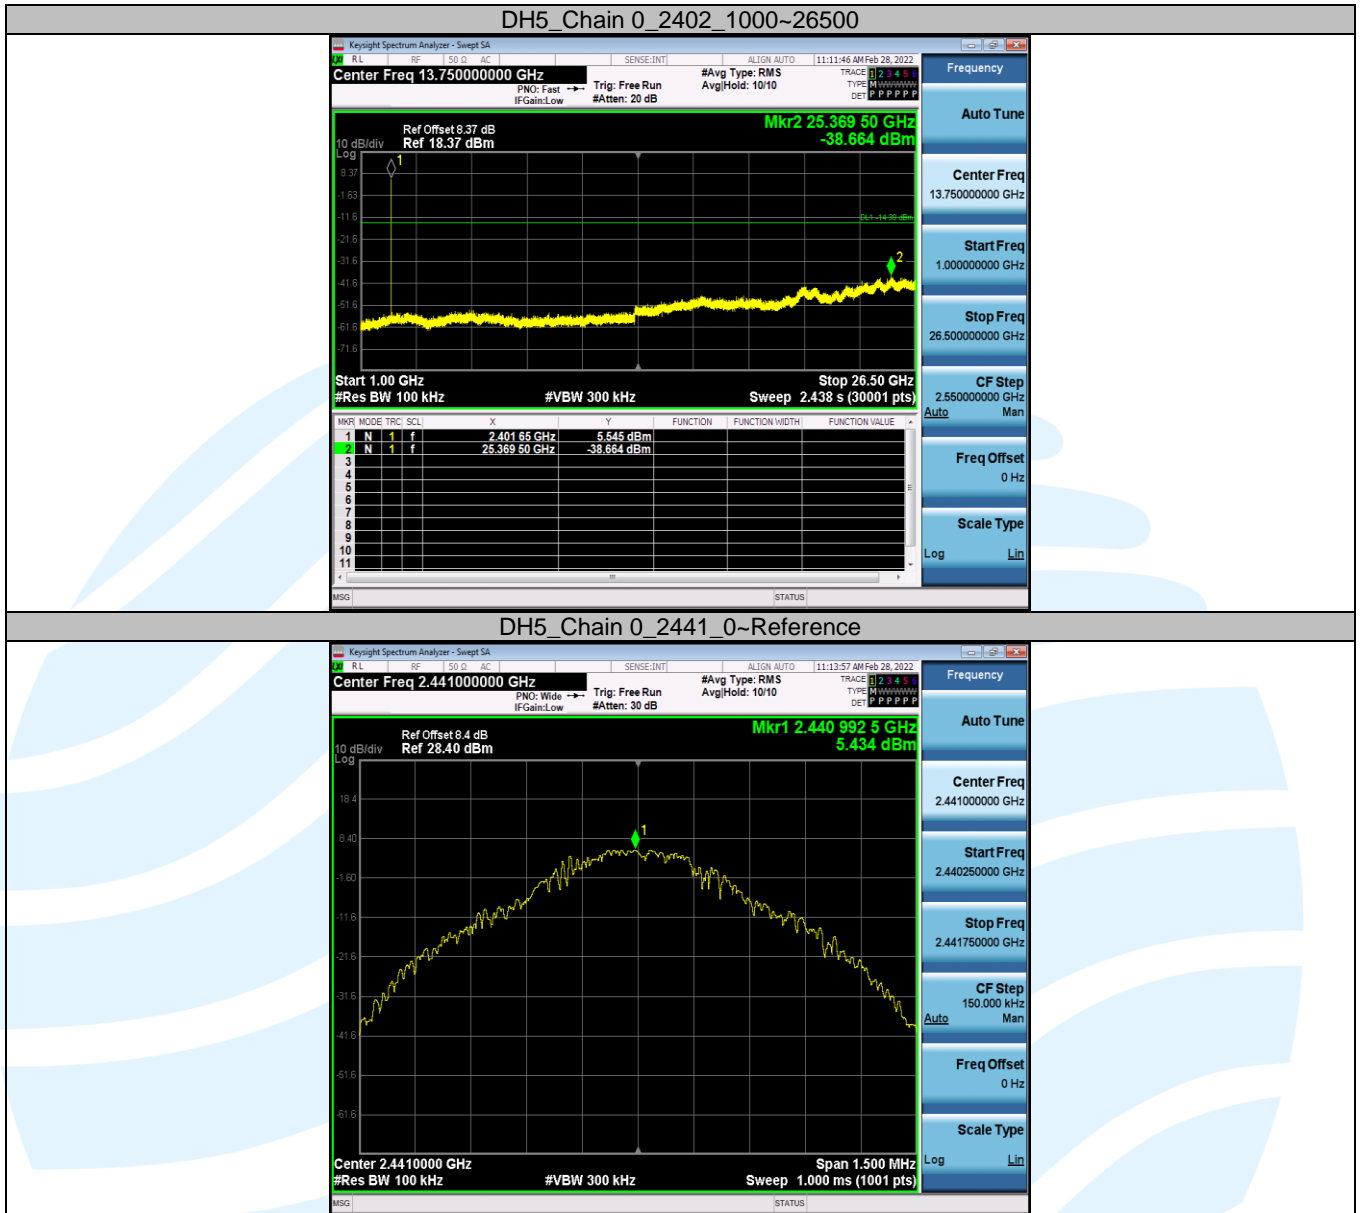 DH5_Chain 0_2402_1000~26500
Keysight Spectrum Analyzer - Swept SA
RL RF 50 Ω AC SENSE:INT ALIGN AUTO 11:11:46 AM Feb 28, 2022
Center Freq 13.750000000 GHz
PNO: Fast
IFGain:Low
Trig: Free Run
#Atten: 20 dB
#Avg Type: RMS
Avg|Hold: 10/10
TRACE 1 2 3 4 5 6
TYPE M W W W W W
DET P P P P P P
Frequency
Mkr2 25.369 50 GHz
-38.664 dBm
Ref Offset 8.37 dB
10 dB/div Ref 18.37 dBm
Log
1
8.37
-1.63
-11.6
DL1 -14.39 dBm
-21.6
-31.6
2
-41.6
-51.6
-61.6
-71.6
Start 1.00 GHz Stop 26.50 GHz
#Res BW 100 kHz #VBW 300 kHz Sweep 2.438 s (30001 pts)
MKR MODE TRC SCL X Y FUNCTION FUNCTION WIDTH FUNCTION VALUE
1 N 1 f 2.401 65 GHz 5.545 dBm
2 N 1 f 25.369 50 GHz -38.664 dBm
3
4
5
6
7
8
9
10
11
MSG STATUS
Auto Tune
Center Freq
13.750000000 GHz
Start Freq
1.000000000 GHz
Stop Freq
26.500000000 GHz
CF Step
2.550000000 GHz
Auto Man
Freq Offset
0 Hz
Scale Type
Log Lin
DH5_Chain 0_2441_0~Reference
Keysight Spectrum Analyzer - Swept SA
RL RF 50 Ω AC SENSE:INT ALIGN AUTO 11:13:57 AM Feb 28, 2022
Center Freq 2.441000000 GHz
PNO: Wide
IFGain:Low
Trig: Free Run
#Atten: 30 dB
#Avg Type: RMS
Avg|Hold: 10/10
TRACE 1 2 3 4 5 6
TYPE M W W W W W
DET P P P P P P
Frequency
Mkr1 2.440 992 5 GHz
5.434 dBm
Ref Offset 8.4 dB
10 dB/div Ref 28.40 dBm
Log
18.4
8.40
1
-1.60
-11.6
-21.6
-31.6
-41.6
-51.6
-61.6
Center 2.4410000 GHz Span 1.500 MHz
#Res BW 100 kHz #VBW 300 kHz Sweep 1.000 ms (1001 pts)
MSG STATUS
Auto Tune
Center Freq
2.441000000 GHz
Start Freq
2.440250000 GHz
Stop Freq
2.441750000 GHz
CF Step
150.000 kHz
Auto Man
Freq Offset
0 Hz
Scale Type
Log Lin